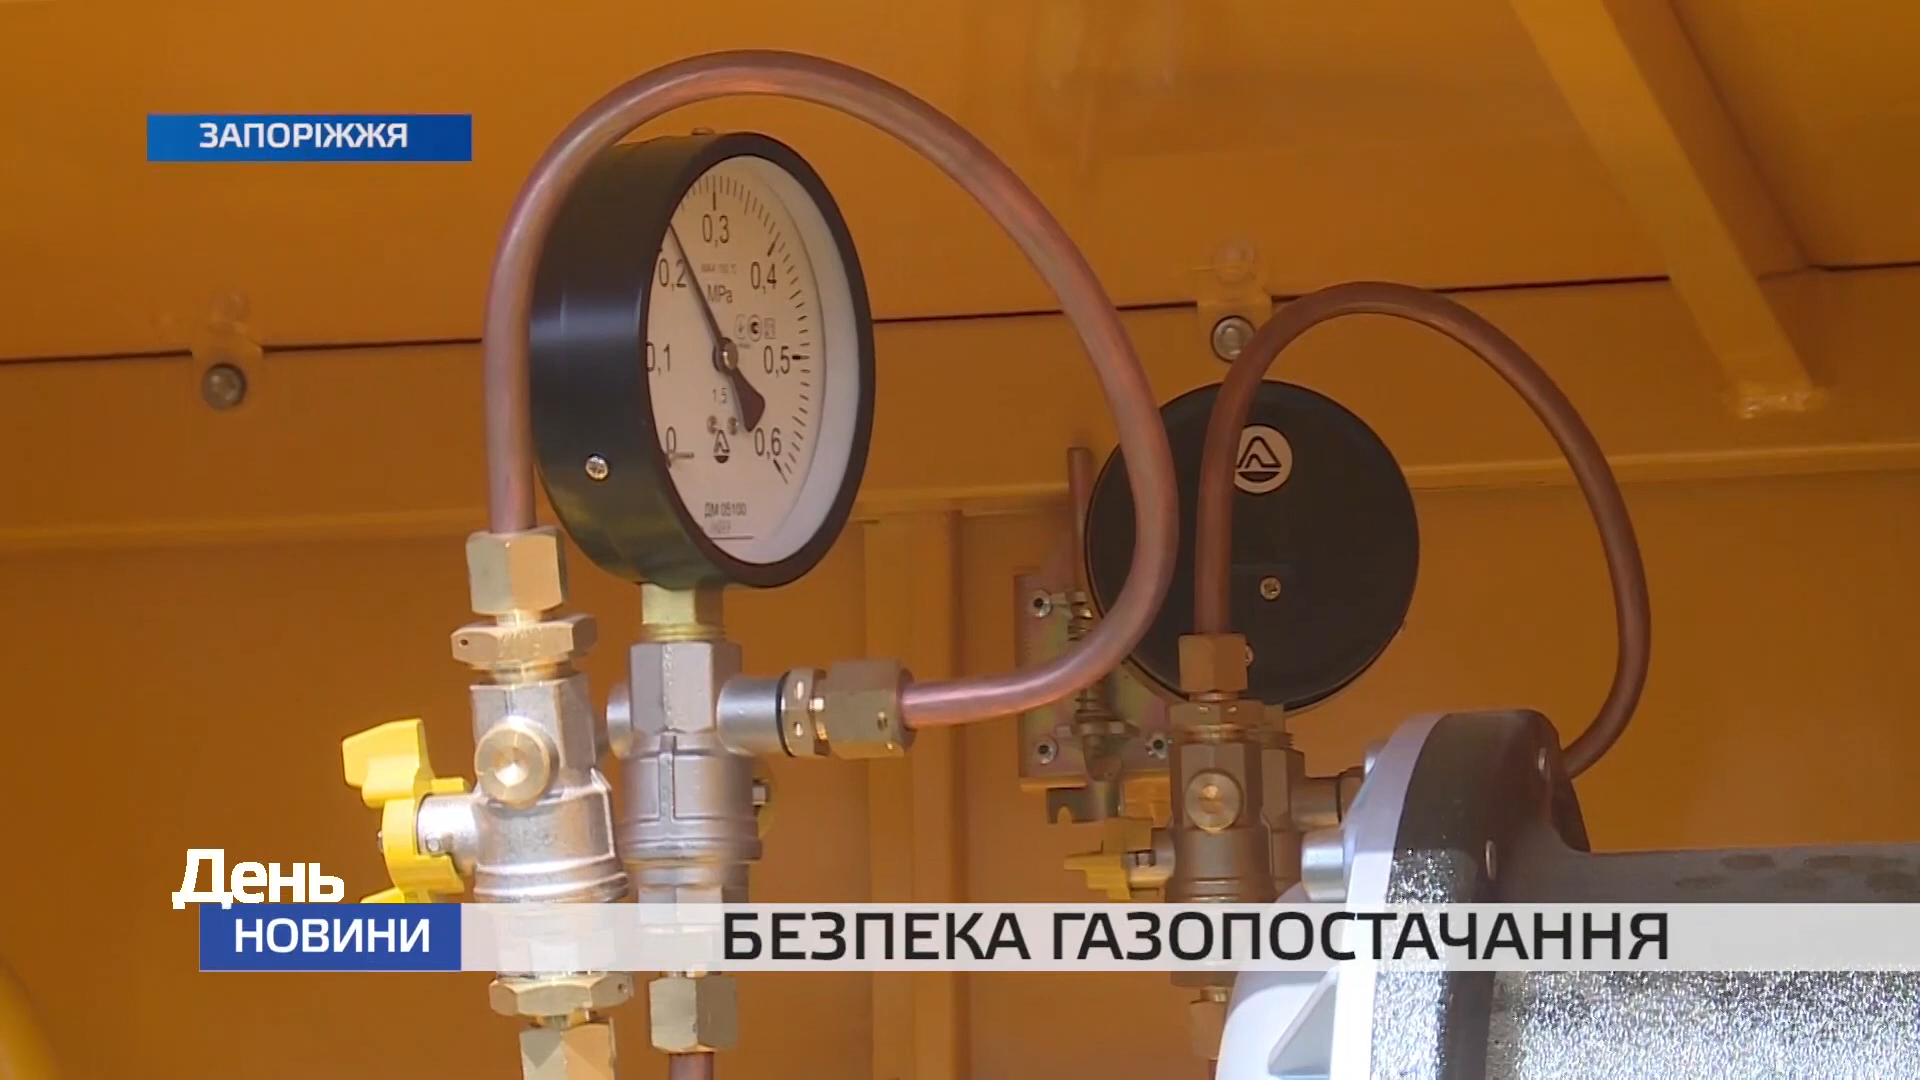 ЗАПОРІЖЖЯ
0,3
0,2
0,4
MPa
0,1
0,5
1,5
0
0,6
ДМ 05100
День
НОВИНИ
БЕЗПЕКА ГАЗОПОСТАЧАННЯ